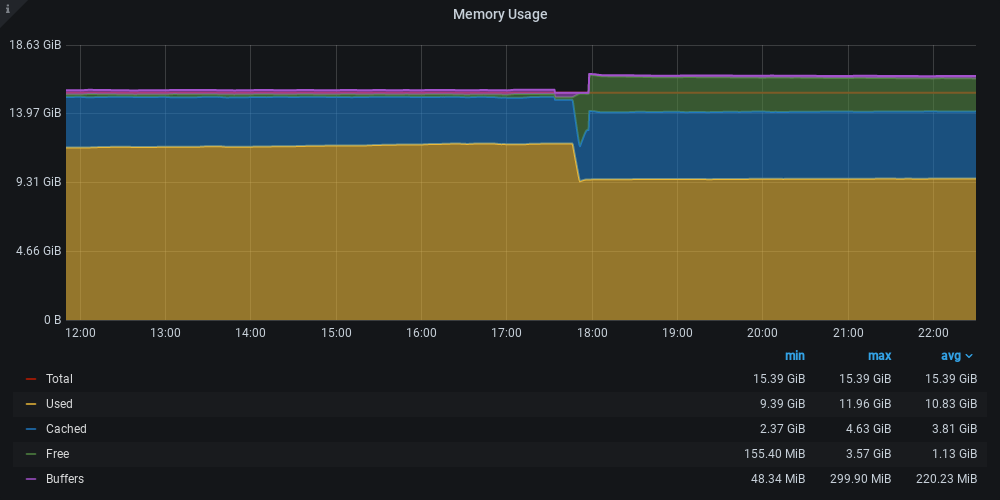 i
Memory Usage
18.63 GiB
13.97 GiB
9.31 GiB
4.66 GiB
0 B
12:00 13:00 14:00 15:00 16:00 17:00 18:00 19:00 20:00 21:00 22:00
min max avg
Total 15.39 GiB 15.39 GiB 15.39 GiB
Used 9.39 GiB 11.96 GiB 10.83 GiB
Cached 2.37 GiB 4.63 GiB 3.81 GiB
Free 155.40 MiB 3.57 GiB 1.13 GiB
Buffers 48.34 MiB 299.90 MiB 220.23 MiB